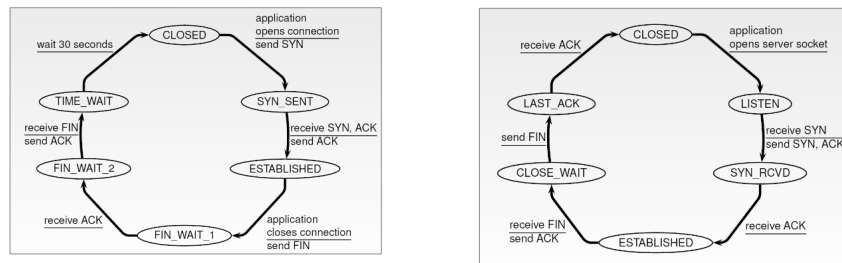 CLOSED
application
opens connection
send SYN
wait 30 seconds
TIME_WAIT
SYN_SENT
receive FIN
send ACK
receive SYN, ACK
send ACK
FIN_WAIT_2
ESTABLISHED
receive ACK
FIN_WAIT_1
application
closes connection
send FIN
CLOSED
application
opens server socket
receive ACK
LAST_ACK
LISTEN
send FIN
receive SYN
send SYN, ACK
CLOSE_WAIT
SYN_RCVD
receive FIN
send ACK
receive ACK
ESTABLISHED